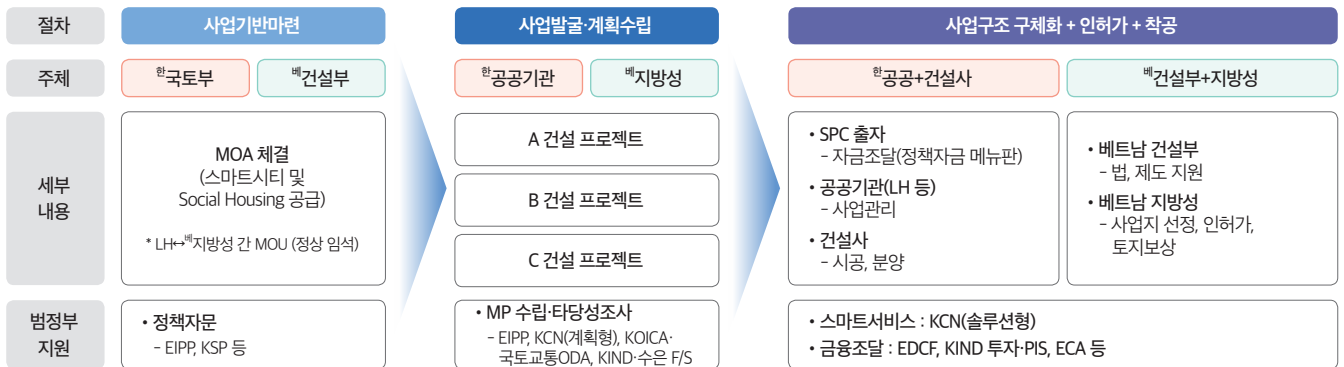 절차
사업기반마련
사업발굴·계획수립
사업구조 구체화 + 인허가 + 착공
주체
한국토부
베건설부
한공공기관
베지방성
한공공+건설사
베건설부+지방성
세부
내용
MOA 체결
(스마트시티 및
Social Housing 공급)
* LH↔베지방성 간 MOU (정상 임석)
A 건설 프로젝트
B 건설 프로젝트
C 건설 프로젝트
• SPC 출자
- 자금조달(정책자금 메뉴판)
• 공공기관(LH 등)
- 사업관리
• 건설사
- 시공, 분양
• 베트남 건설부
- 법, 제도 지원
• 베트남 지방성
- 사업지 선정, 인허가,
토지보상
범정부
지원
• 정책자문
- EIPP, KSP 등
• MP 수립·타당성조사
- EIPP, KCN(계획형), KOICA·
국토교통ODA, KIND·수은 F/S
• 스마트서비스 : KCN(솔루션형)
• 금융조달 : EDCF, KIND 투자·PIS, ECA 등